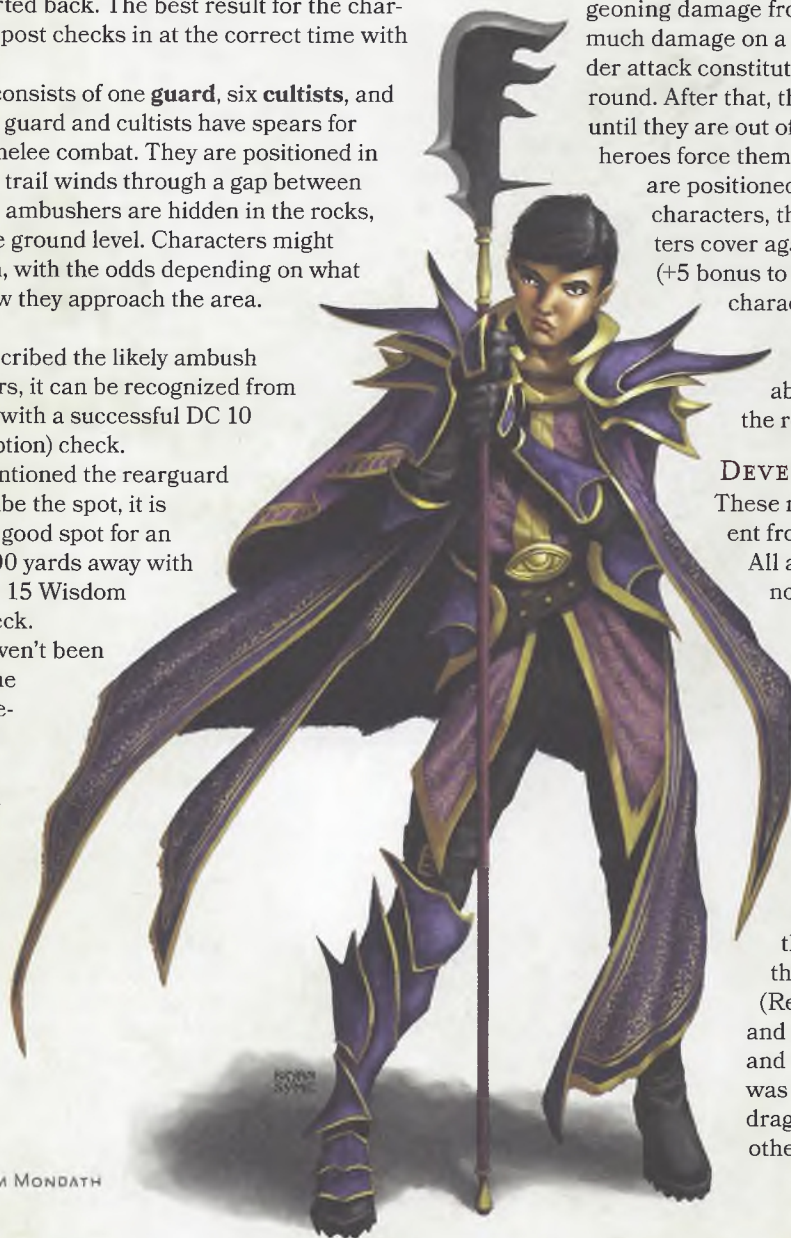 rted back. The best result for the char-
post checks in at the correct time with
onsists of one guard, six cultists, and
guard and cultists have spears for
nelee combat. They are positioned in
trail winds through a gap between
ambushers are hidden in the rocks,
e ground level. Characters might
, with the odds depending on what
w they approach the area.
cribed the likely ambush
rs, it can be recognized from
with a successful DC 10
ption) check.
ntioned the rearguard
be the spot, it is
good spot for an
00 yards away with
15 Wisdom
eck.
ven't been
ne
e-
M MONDATH
geoning damage fro
much damage on a
der attack constitut
round. After that, th
until they are out of
heroes force them
are positioned
characters, th
ters cover aga
(+5 bonus to
charac
ab
the r
DEVE
These r
ent fro
All a
no
th
th
(Re
and
and
was
drag
othe